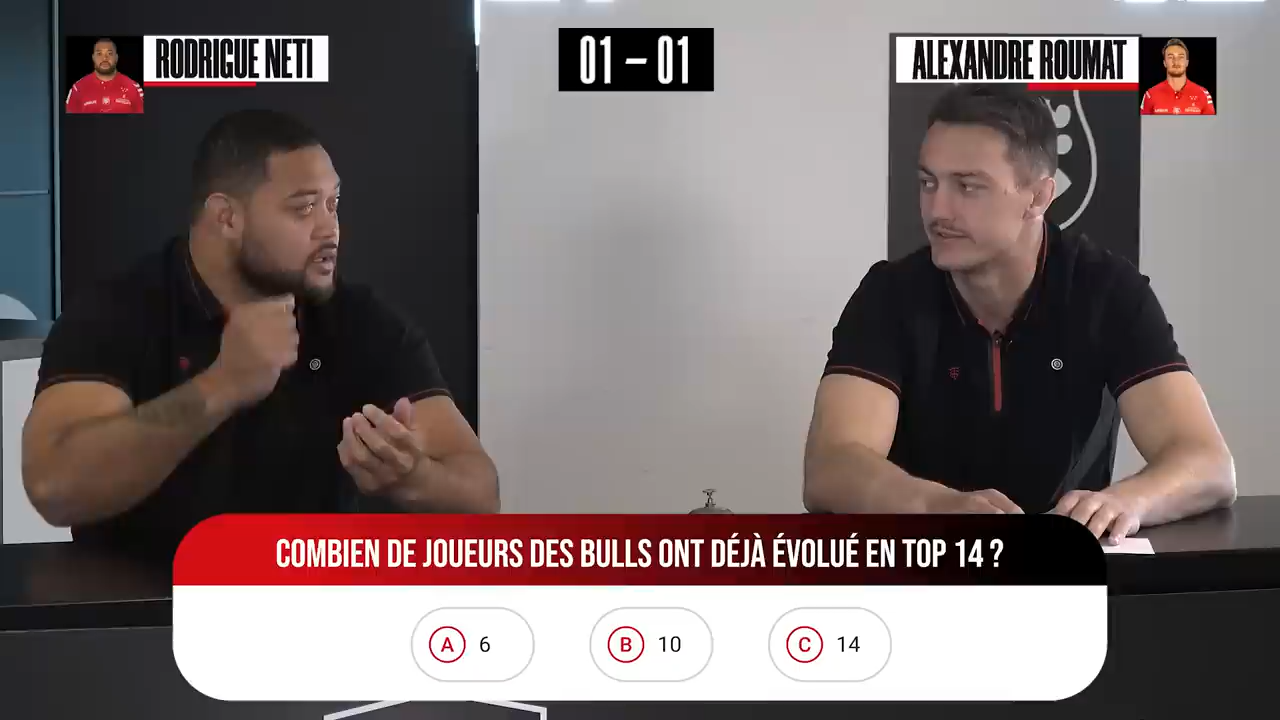 RODRIGUE NETI
01 – 01
ALEXANDRE ROUMAT
COMBIEN DE JOUEURS DES BULLS ONT DÉJÀ ÉVOLUÉ EN TOP 14 ?
A 6
B 10
C 14